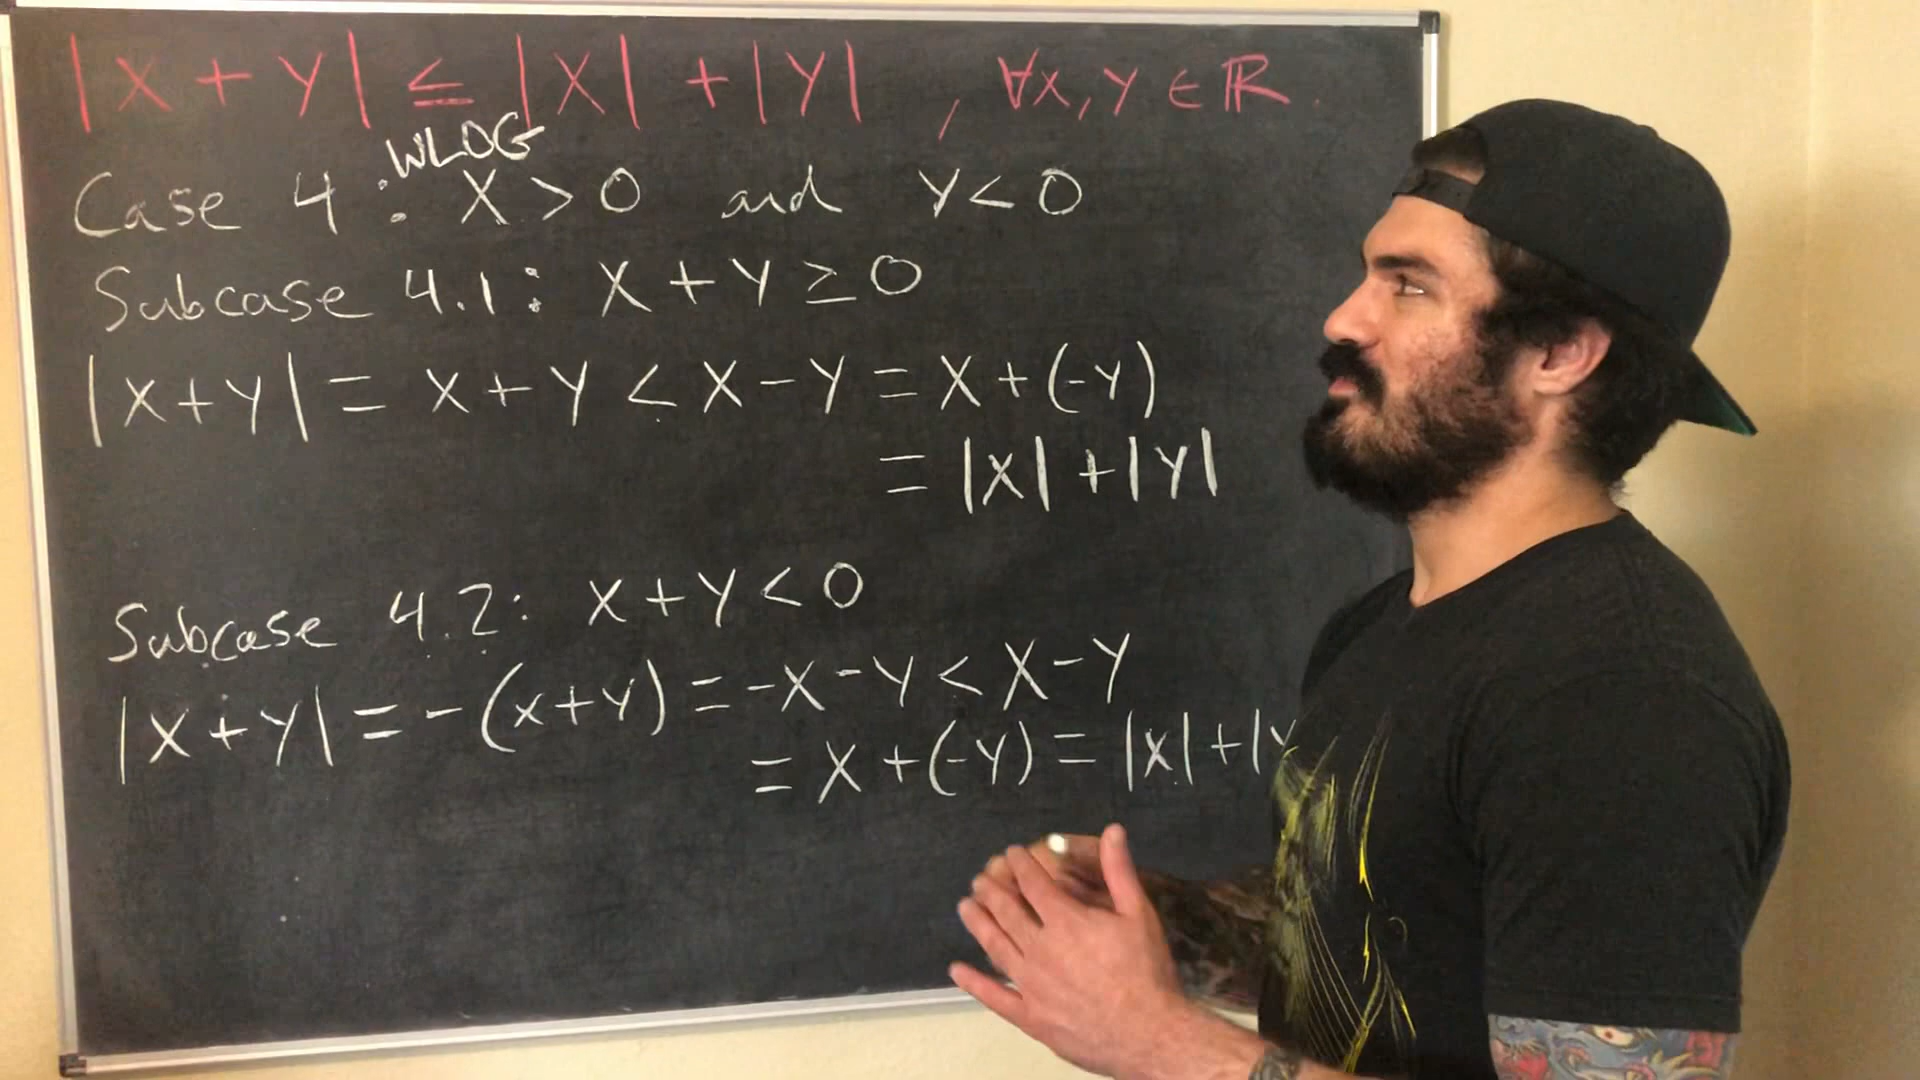 |X + Y| ≤ |X| + |Y| , ∀x, y ∈ ℝ.
WLOG
Case 4 : X > 0 and Y < 0
Subcase 4.1 : X + Y ≥ 0
|X + Y| = X + Y < X - Y = X + (-Y)
= |X| + |Y|
Subcase 4.2 : X + Y < 0
|X + Y| = -(X + Y) = -X - Y < X - Y
= X + (-Y) = |X| + |Y